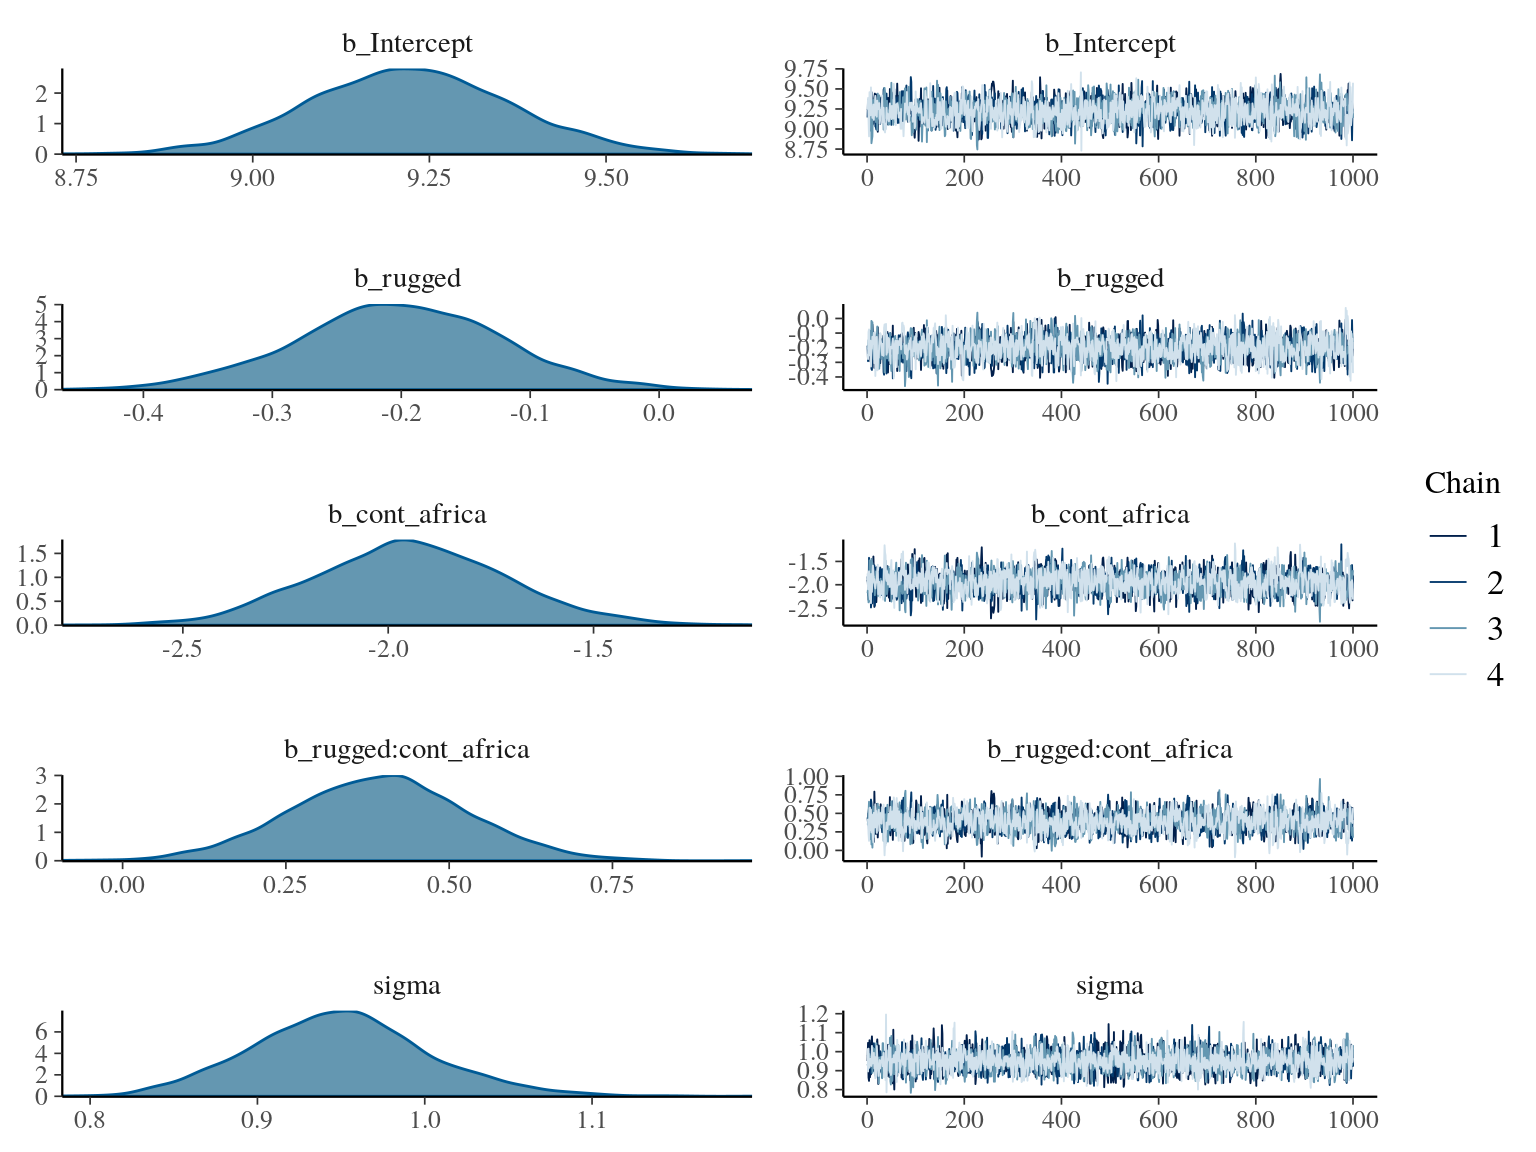 b_Intercept
2
1
0
8.75 9.00 9.25 9.50
b_Intercept
9.75
9.50
9.25
9.00
8.75
0 200 400 600 800 1000
b_rugged
5
4
3
2
1
0
-0.4 -0.3 -0.2 -0.1 0.0
b_rugged
0.0
-0.1
-0.2
-0.3
-0.4
0 200 400 600 800 1000
b_cont_africa
1.5
1.0
0.5
0.0
-2.5 -2.0 -1.5
b_cont_africa
-1.5
-2.0
-2.5
0 200 400 600 800 1000
b_rugged:cont_africa
3
2
1
0
0.00 0.25 0.50 0.75
b_rugged:cont_africa
1.00
0.75
0.50
0.25
0.00
0 200 400 600 800 1000
sigma
6
4
2
0
0.8 0.9 1.0 1.1
sigma
1.2
1.1
1.0
0.9
0.8
0 200 400 600 800 1000
Chain
1
2
3
4